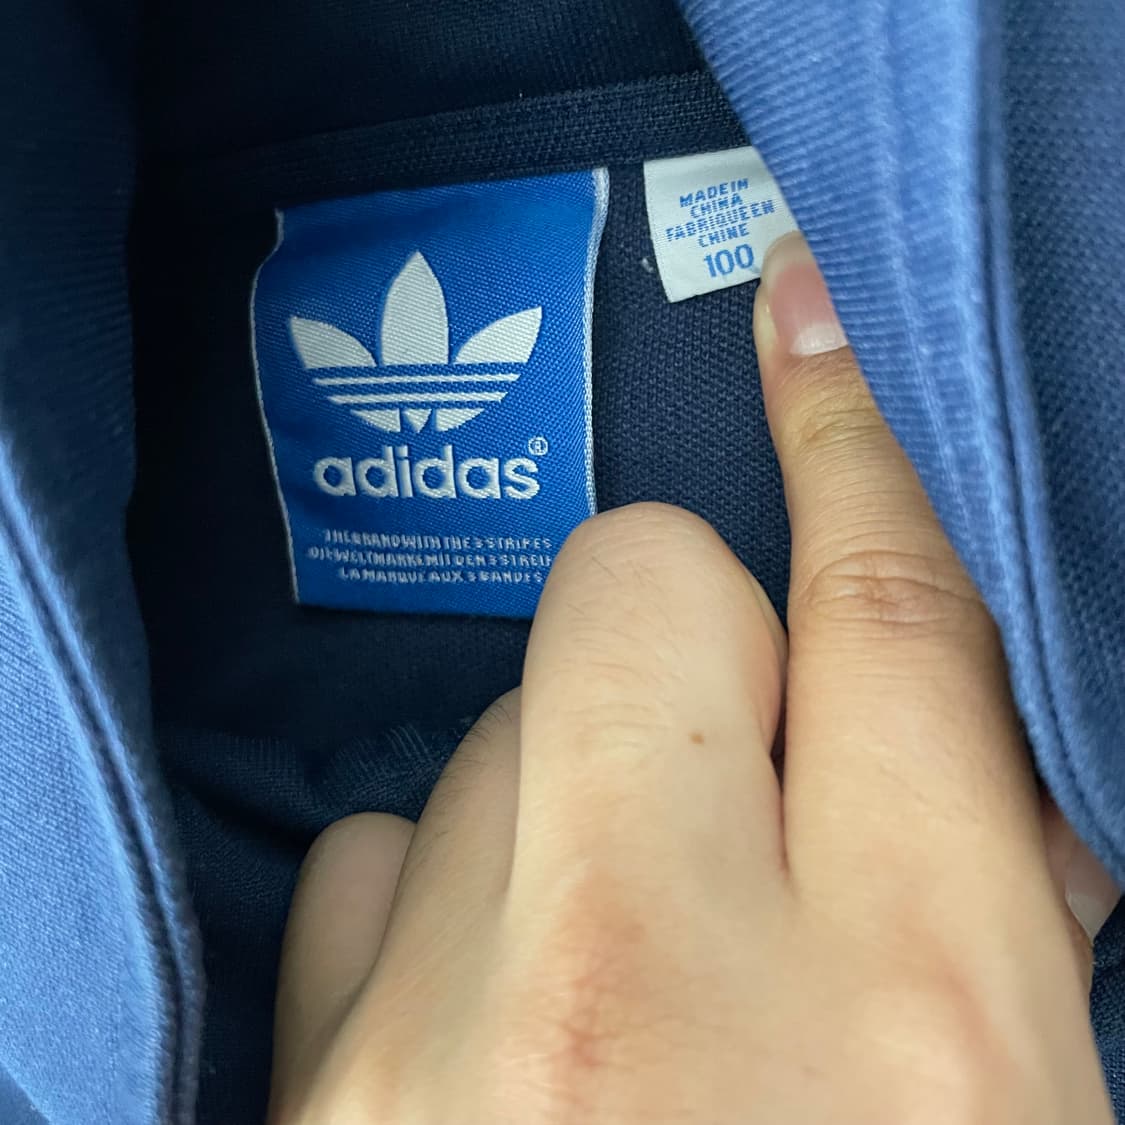 adidas®
THE BRAND WITH THE 3 STRIPES
DIE WELTMARKE MIT DEN 3 STREIF
LA MARQUE AUX 3 BANDES
MADE IN
CHINA
FABRIQUE EN
CHINE
100